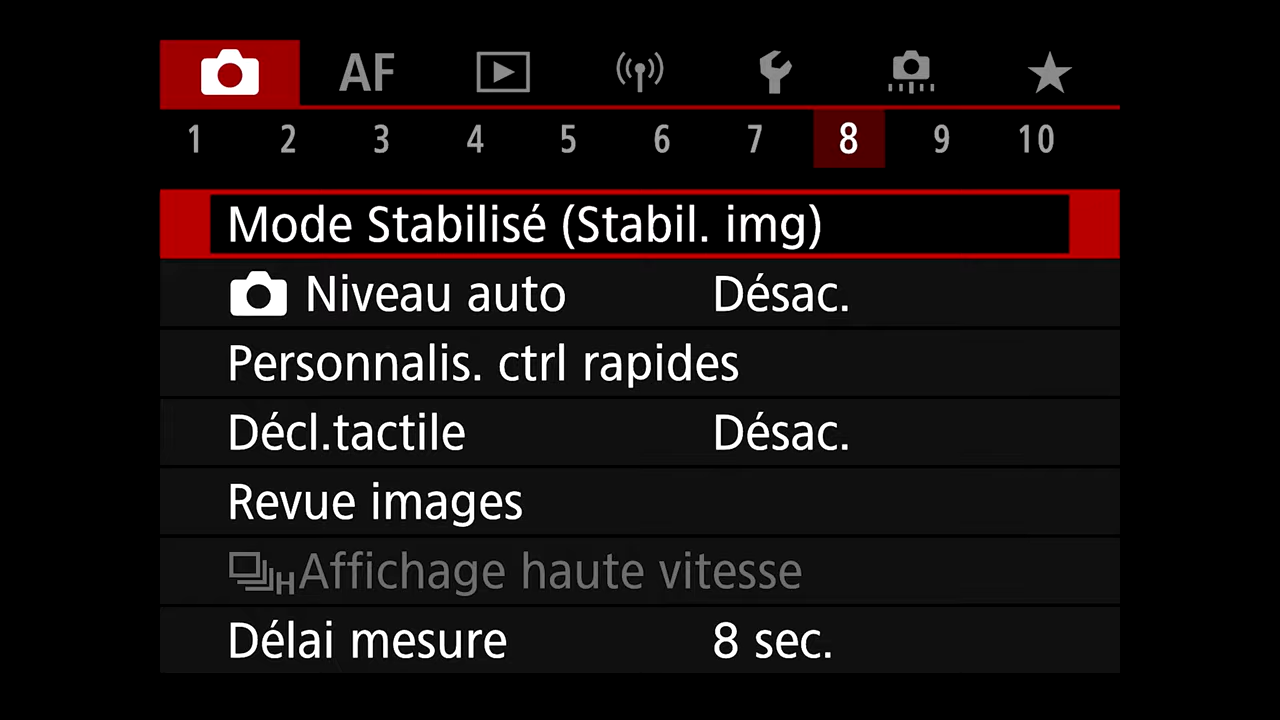 AF
1 2 3 4 5 6 7 8 9 10
Mode Stabilisé (Stabil. img)
Niveau auto Désac.
Personnalis. ctrl rapides
Décl.tactile Désac.
Revue images
H Affichage haute vitesse
Délai mesure 8 sec.